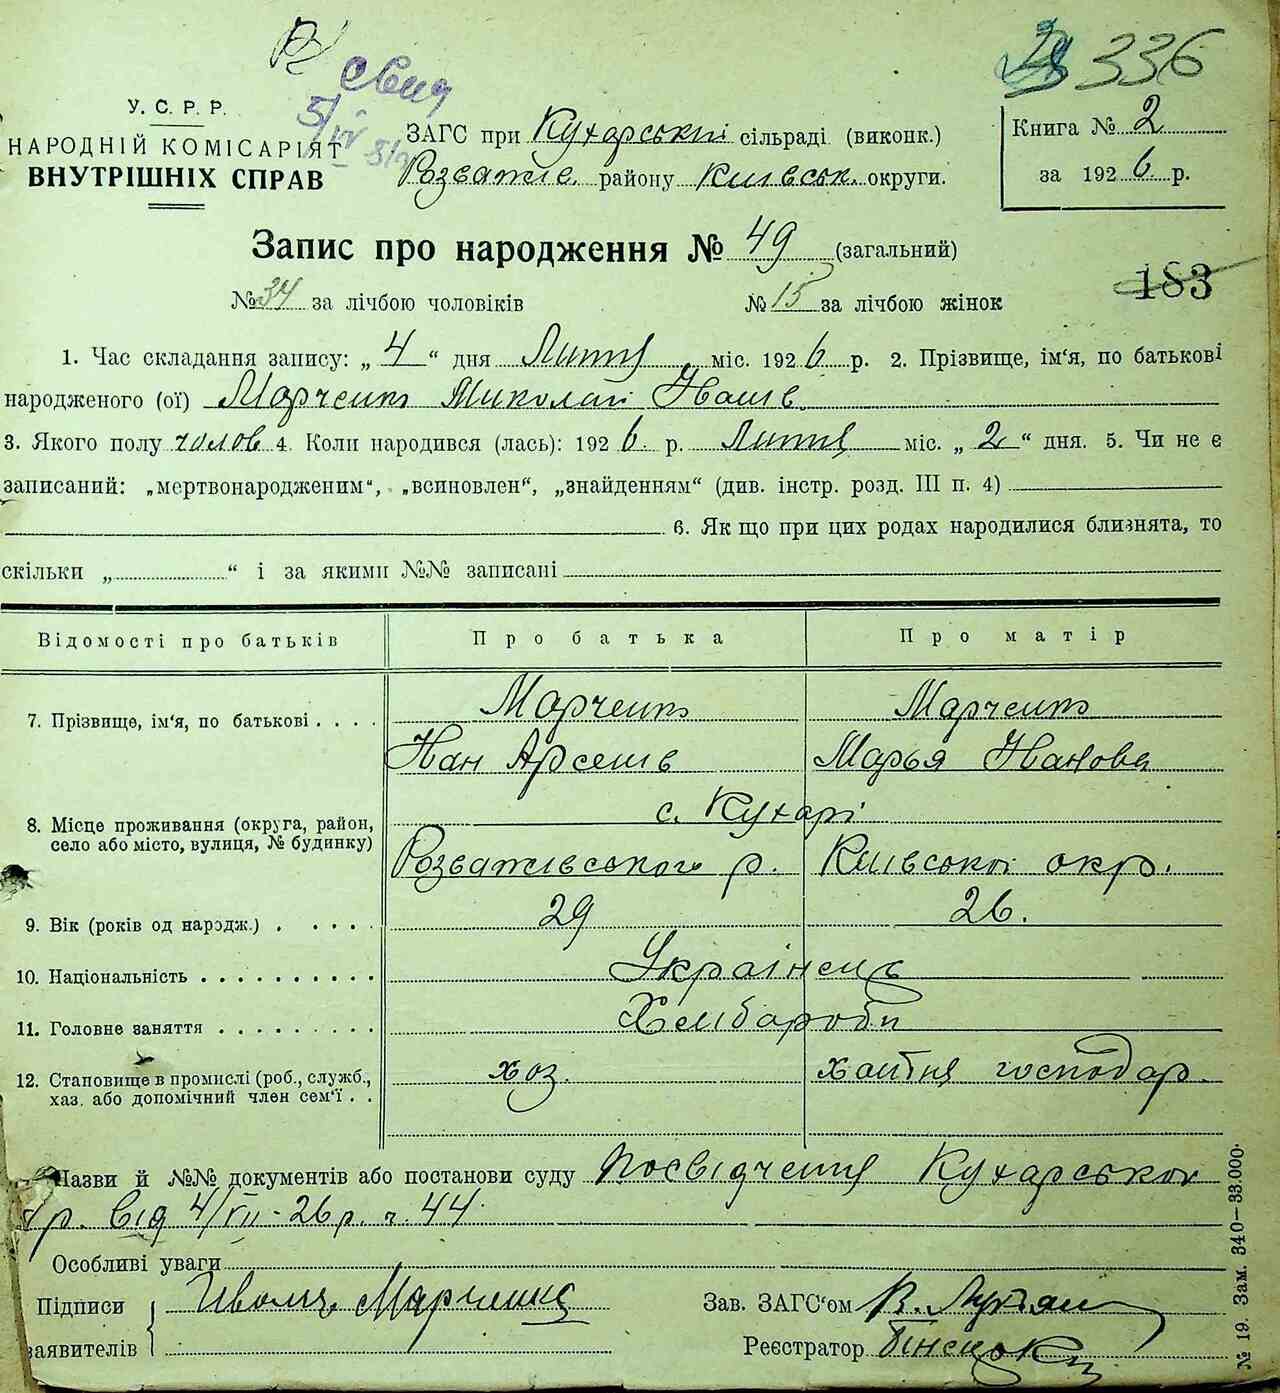 336
У. С. Р. Р.
НАРОДНІЙ КОМІСАРІЯТ
ВНУТРІШНІХ СПРАВ
ЗАГС при Кухарській сільраді (виконк.)
Розважів. району Київськ. округи.
Книга № 2
за 1926 р.
Запис про народження № 49 (загальний)
№ 34 за лічбою чоловіків № 15 за лічбою жінок
183
1. Час складання запису: „ 4 “ дня Липня міс. 1926 р. 2. Прізвище, ім'я, по батькові
народженого (ої) Марченко Миколай Іванів.
3. Якого полу чолов 4. Коли народився (лась): 1926 р. Липня міс. „ 2 “ дня. 5. Чи не є
записаний: „мертвонародженим“, „всиновлен“, „знайденням“ (див. інстр. розд. III п. 4)
6. Як що при цих родах народилися близнята, то
скільки „ “ і за якими №№ записані
Відомості про батьків Про батька Про матір
7. Прізвище, ім'я, по батькові . . . . Марченко Марченко
Іван Арсенів Марья Іванова
с. Кухарі
8. Місце проживання (округа, район,
село або місто, вулиця, № будинку)
Розважівського р. Київської окр.
9. Вік (років од народж.) . . . . . 29 26.
10. Національність . . . . . . . . . . Українець
11. Головне заняття . . . . . . . . . Хлібароби
12. Становище в промислі (роб., служб.,
хаз. або допомічний член сем'ї . .
хоз. хатня господар.
Назви й №№ документів або постанови суду Посвідчення Кухарської
с/р. від 4/VII-26 р. ч. 44.
Особливі уваги
Підписи Марченко
заявителів
Зав. ЗАГС'ом
Реєстратор
№ 19. Зам. 340—33.000.